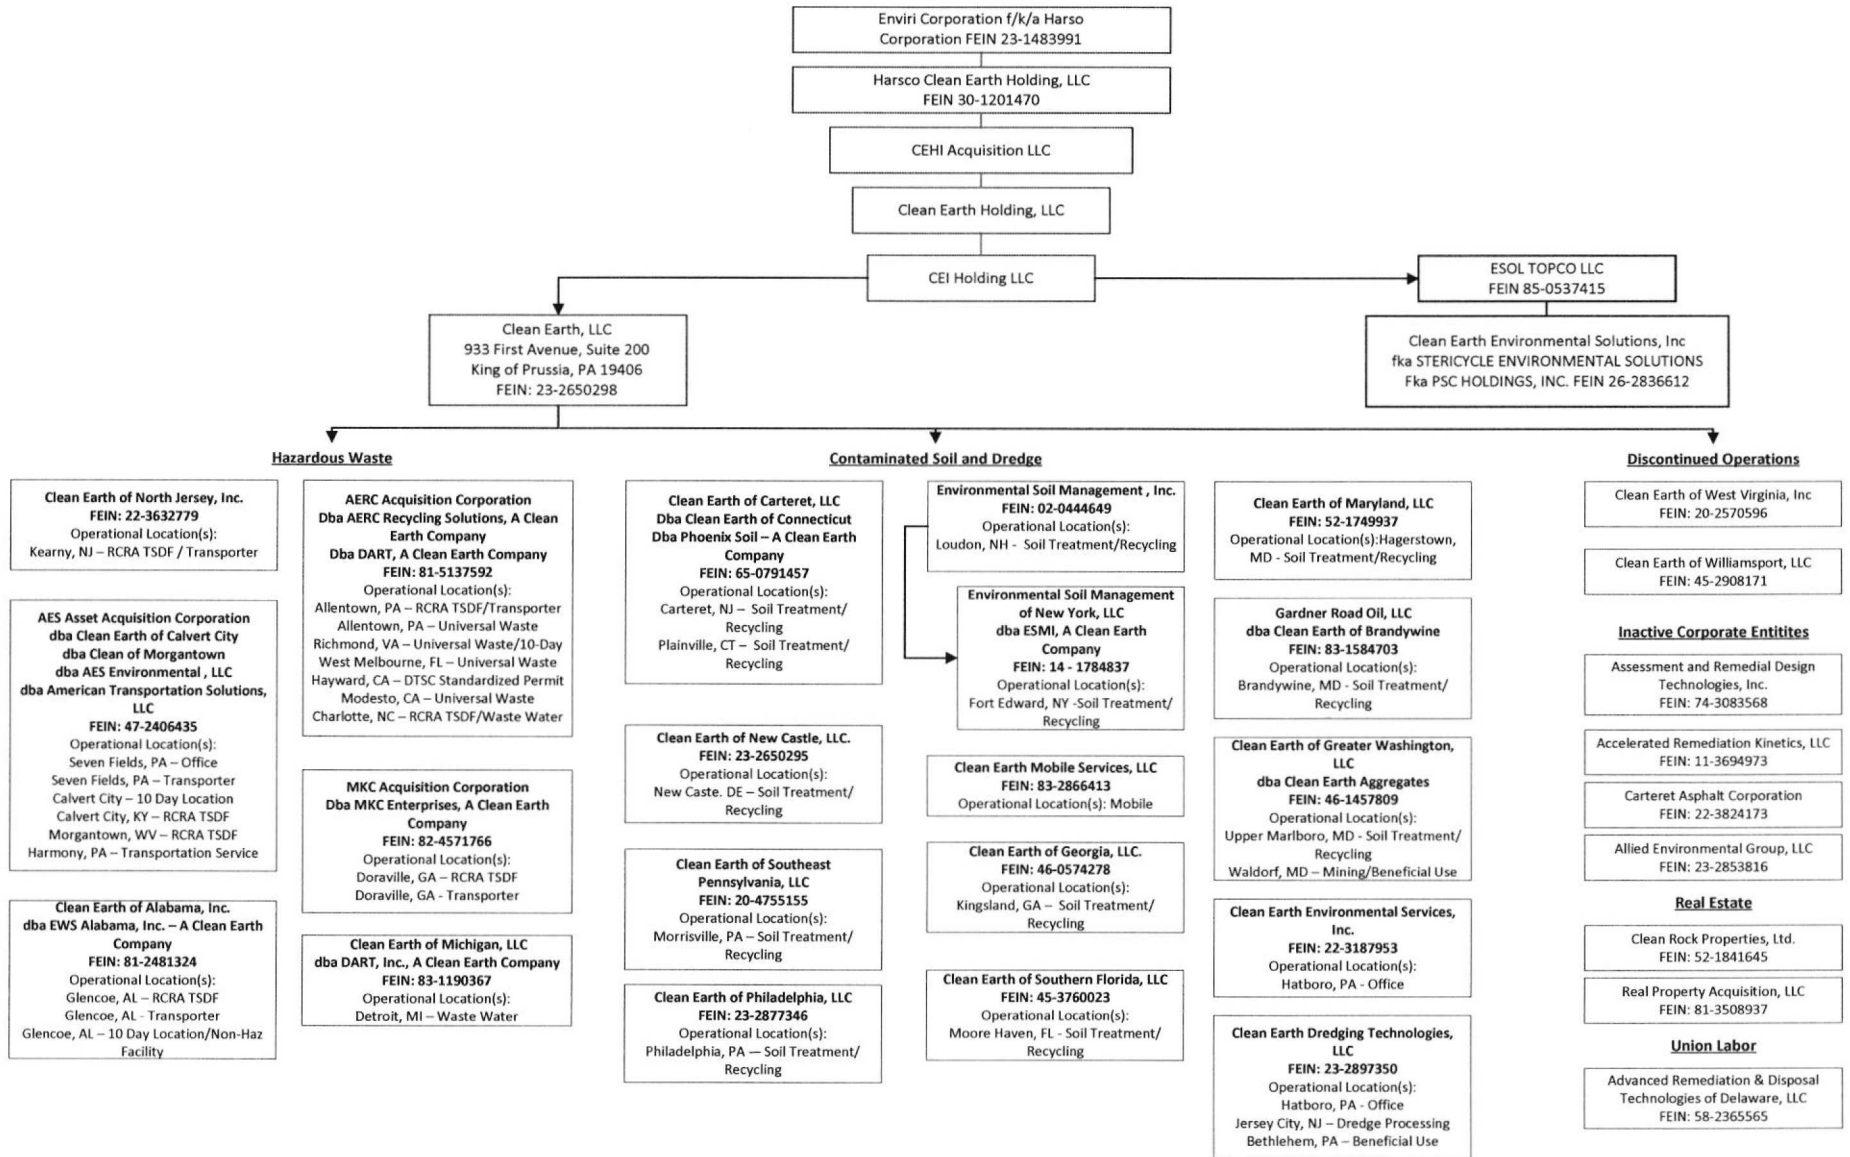 Enviri Corporation f/k/a Harso
Corporation FEIN 23-1483991
Harsco Clean Earth Holding, LLC
FEIN 30-1201470
CEHI Acquisition LLC
Clean Earth Holding, LLC
CEI Holding LLC
ESOL TOPCO LLC
FEIN 85-0537415
Clean Earth, LLC
933 First Avenue, Suite 200
King of Prussia, PA 19406
FEIN: 23-2650298
Clean Earth Environmental Solutions, Inc
fka STERICYCLE ENVIRONMENTAL SOLUTIONS
Fka PSC HOLDINGS, INC. FEIN 26-2836612
Hazardous Waste
Clean Earth of North Jersey, Inc.
FEIN: 22-3632779
Operational Location(s):
Kearny, NJ – RCRA TSDF / Transporter
AES Asset Acquisition Corporation
dba Clean Earth of Calvert City
dba Clean of Morgantown
dba AES Environmental , LLC
dba American Transportation Solutions,
LLC
FEIN: 47-2406435
Operational Location(s):
Seven Fields, PA – Office
Seven Fields, PA – Transporter
Calvert City – 10 Day Location
Calvert City, KY – RCRA TSDF
Morgantown, WV – RCRA TSDF
Harmony, PA – Transportation Service
Clean Earth of Alabama, Inc.
dba EWS Alabama, Inc. – A Clean Earth
Company
FEIN: 81-2481324
Operational Location(s):
Glencoe, AL – RCRA TSDF
Glencoe, AL - Transporter
Glencoe, AL – 10 Day Location/Non-Haz
Facility
AERC Acquisition Corporation
Dba AERC Recycling Solutions, A Clean
Earth Company
Dba DART, A Clean Earth Company
FEIN: 81-5137592
Operational Location(s):
Allentown, PA – RCRA TSDF/Transporter
Allentown, PA – Universal Waste
Richmond, VA – Universal Waste/10-Day
West Melbourne, FL – Universal Waste
Hayward, CA – DTSC Standardized Permit
Modesto, CA – Universal Waste
Charlotte, NC – RCRA TSDF/Waste Water
MKC Acquisition Corporation
Dba MKC Enterprises, A Clean Earth
Company
FEIN: 82-4571766
Operational Location(s):
Doraville, GA – RCRA TSDF
Doraville, GA - Transporter
Clean Earth of Michigan, LLC
dba DART, Inc., A Clean Earth Company
FEIN: 83-1190367
Operational Location(s):
Detroit, MI – Waste Water
Contaminated Soil and Dredge
Clean Earth of Carteret, LLC
Dba Clean Earth of Connecticut
Dba Phoenix Soil – A Clean Earth
Company
FEIN: 65-0791457
Operational Location(s):
Carteret, NJ – Soil Treatment/
Recycling
Plainville, CT – Soil Treatment/
Recycling
Clean Earth of New Castle, LLC.
FEIN: 23-2650295
Operational Location(s):
New Caste. DE – Soil Treatment/
Recycling
Clean Earth of Southeast
Pennsylvania, LLC
FEIN: 20-4755155
Operational Location(s):
Morrisville, PA – Soil Treatment/
Recycling
Clean Earth of Philadelphia, LLC
FEIN: 23-2877346
Operational Location(s):
Philadelphia, PA — Soil Treatment/
Recycling
Environmental Soil Management , Inc.
FEIN: 02-0444649
Operational Location(s):
Loudon, NH - Soil Treatment/Recycling
Environmental Soil Management
of New York, LLC
dba ESMI, A Clean Earth
Company
FEIN: 14 - 1784837
Operational Location(s):
Fort Edward, NY -Soil Treatment/
Recycling
Clean Earth Mobile Services, LLC
FEIN: 83-2866413
Operational Location(s): Mobile
Clean Earth of Georgia, LLC.
FEIN: 46-0574278
Operational Location(s):
Kingsland, GA – Soil Treatment/
Recycling
Clean Earth of Southern Florida, LLC
FEIN: 45-3760023
Operational Location(s):
Moore Haven, FL - Soil Treatment/
Recycling
Clean Earth of Maryland, LLC
FEIN: 52-1749937
Operational Location(s):Hagerstown,
MD - Soil Treatment/Recycling
Gardner Road Oil, LLC
dba Clean Earth of Brandywine
FEIN: 83-1584703
Operational Location(s):
Brandywine, MD - Soil Treatment/
Recycling
Clean Earth of Greater Washington,
LLC
dba Clean Earth Aggregates
FEIN: 46-1457809
Operational Location(s):
Upper Marlboro, MD - Soil Treatment/
Recycling
Waldorf, MD – Mining/Beneficial Use
Clean Earth Environmental Services,
Inc.
FEIN: 22-3187953
Operational Location(s):
Hatboro, PA - Office
Clean Earth Dredging Technologies,
LLC
FEIN: 23-2897350
Operational Location(s):
Hatboro, PA - Office
Jersey City, NJ – Dredge Processing
Bethlehem, PA – Beneficial Use
Discontinued Operations
Clean Earth of West Virginia, Inc
FEIN: 20-2570596
Clean Earth of Williamsport, LLC
FEIN: 45-2908171
Inactive Corporate Entitites
Assessment and Remedial Design
Technologies, Inc.
FEIN: 74-3083568
Accelerated Remediation Kinetics, LLC
FEIN: 11-3694973
Carteret Asphalt Corporation
FEIN: 22-3824173
Allied Environmental Group, LLC
FEIN: 23-2853816
Real Estate
Clean Rock Properties, Ltd.
FEIN: 52-1841645
Real Property Acquisition, LLC
FEIN: 81-3508937
Union Labor
Advanced Remediation & Disposal
Technologies of Delaware, LLC
FEIN: 58-2365565